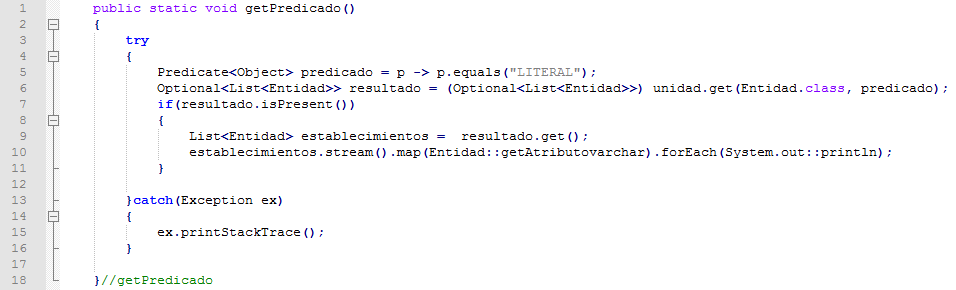 1 public static void getPredicado()
2 {
3 try
4 {
5 Predicate<Object> predicado = p -> p.equals("LITERAL");
6 Optional<List<Entidad>> resultado = (Optional<List<Entidad>>) unidad.get(Entidad.class, predicado);
7 if(resultado.isPresent())
8 {
9 List<Entidad> establecimientos =  resultado.get();
10 establecimientos.stream().map(Entidad::getAtributovarchar).forEach(System.out::println);
11 }
12
13 }catch(Exception ex)
14 {
15 ex.printStackTrace();
16 }
17
18 }//getPredicado